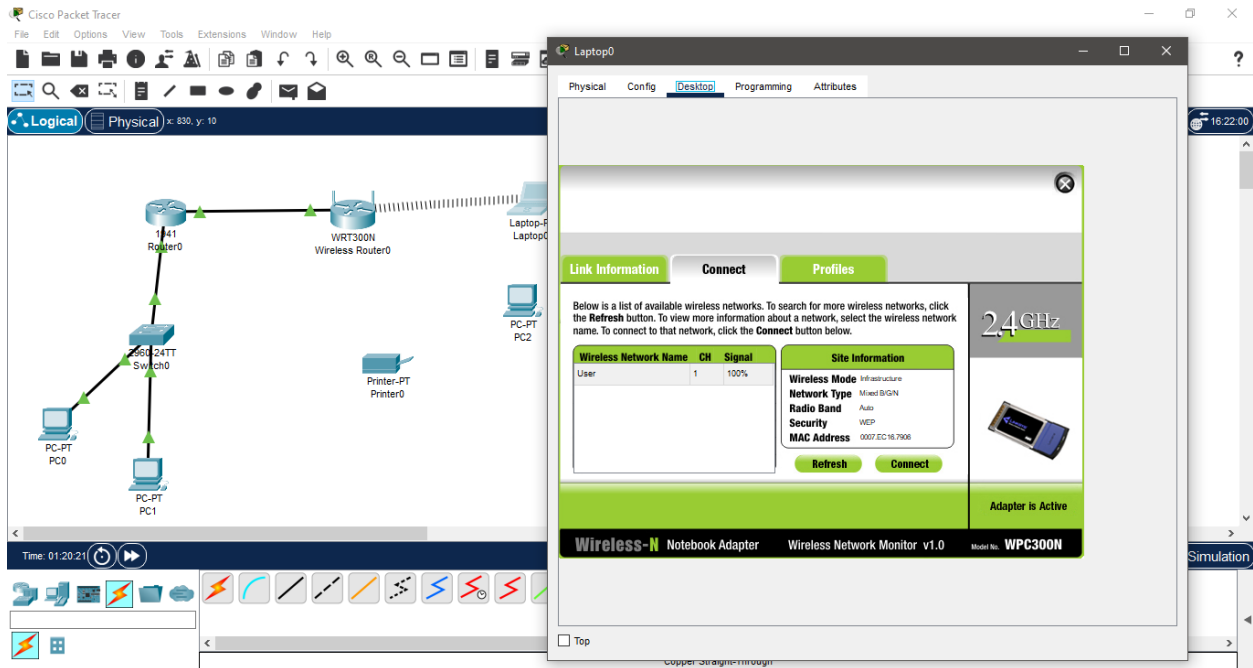 Cisco Packet Tracer
File Edit Options View Tools Extensions Window Help
?
Logical Physical x: 830, y: 10
16:22:00
1941
Router0
WRT300N
Wireless Router0
Laptop-P
Laptop0
PC-PT
PC2
Printer-PT
Printer0
2960-24TT
Switch0
PC-PT
PC0
PC-PT
PC1
Time: 01:20:21
Simulation
Copper Straight-Through
Laptop0
Physical Config Desktop Programming Attributes
Link Information Connect Profiles
Below is a list of available wireless networks. To search for more wireless networks, click
the Refresh button. To view more information about a network, select the wireless network
name. To connect to that network, click the Connect button below.
2.4GHz
Wireless Network Name CH Signal
User 1 100%
Site Information
Wireless Mode Infrastructure
Network Type Mixed B/G/N
Radio Band Auto
Security WEP
MAC Address 0007.EC16.7906
Refresh Connect
Adapter is Active
Wireless-N Notebook Adapter Wireless Network Monitor v1.0 Model No. WPC300N
Top